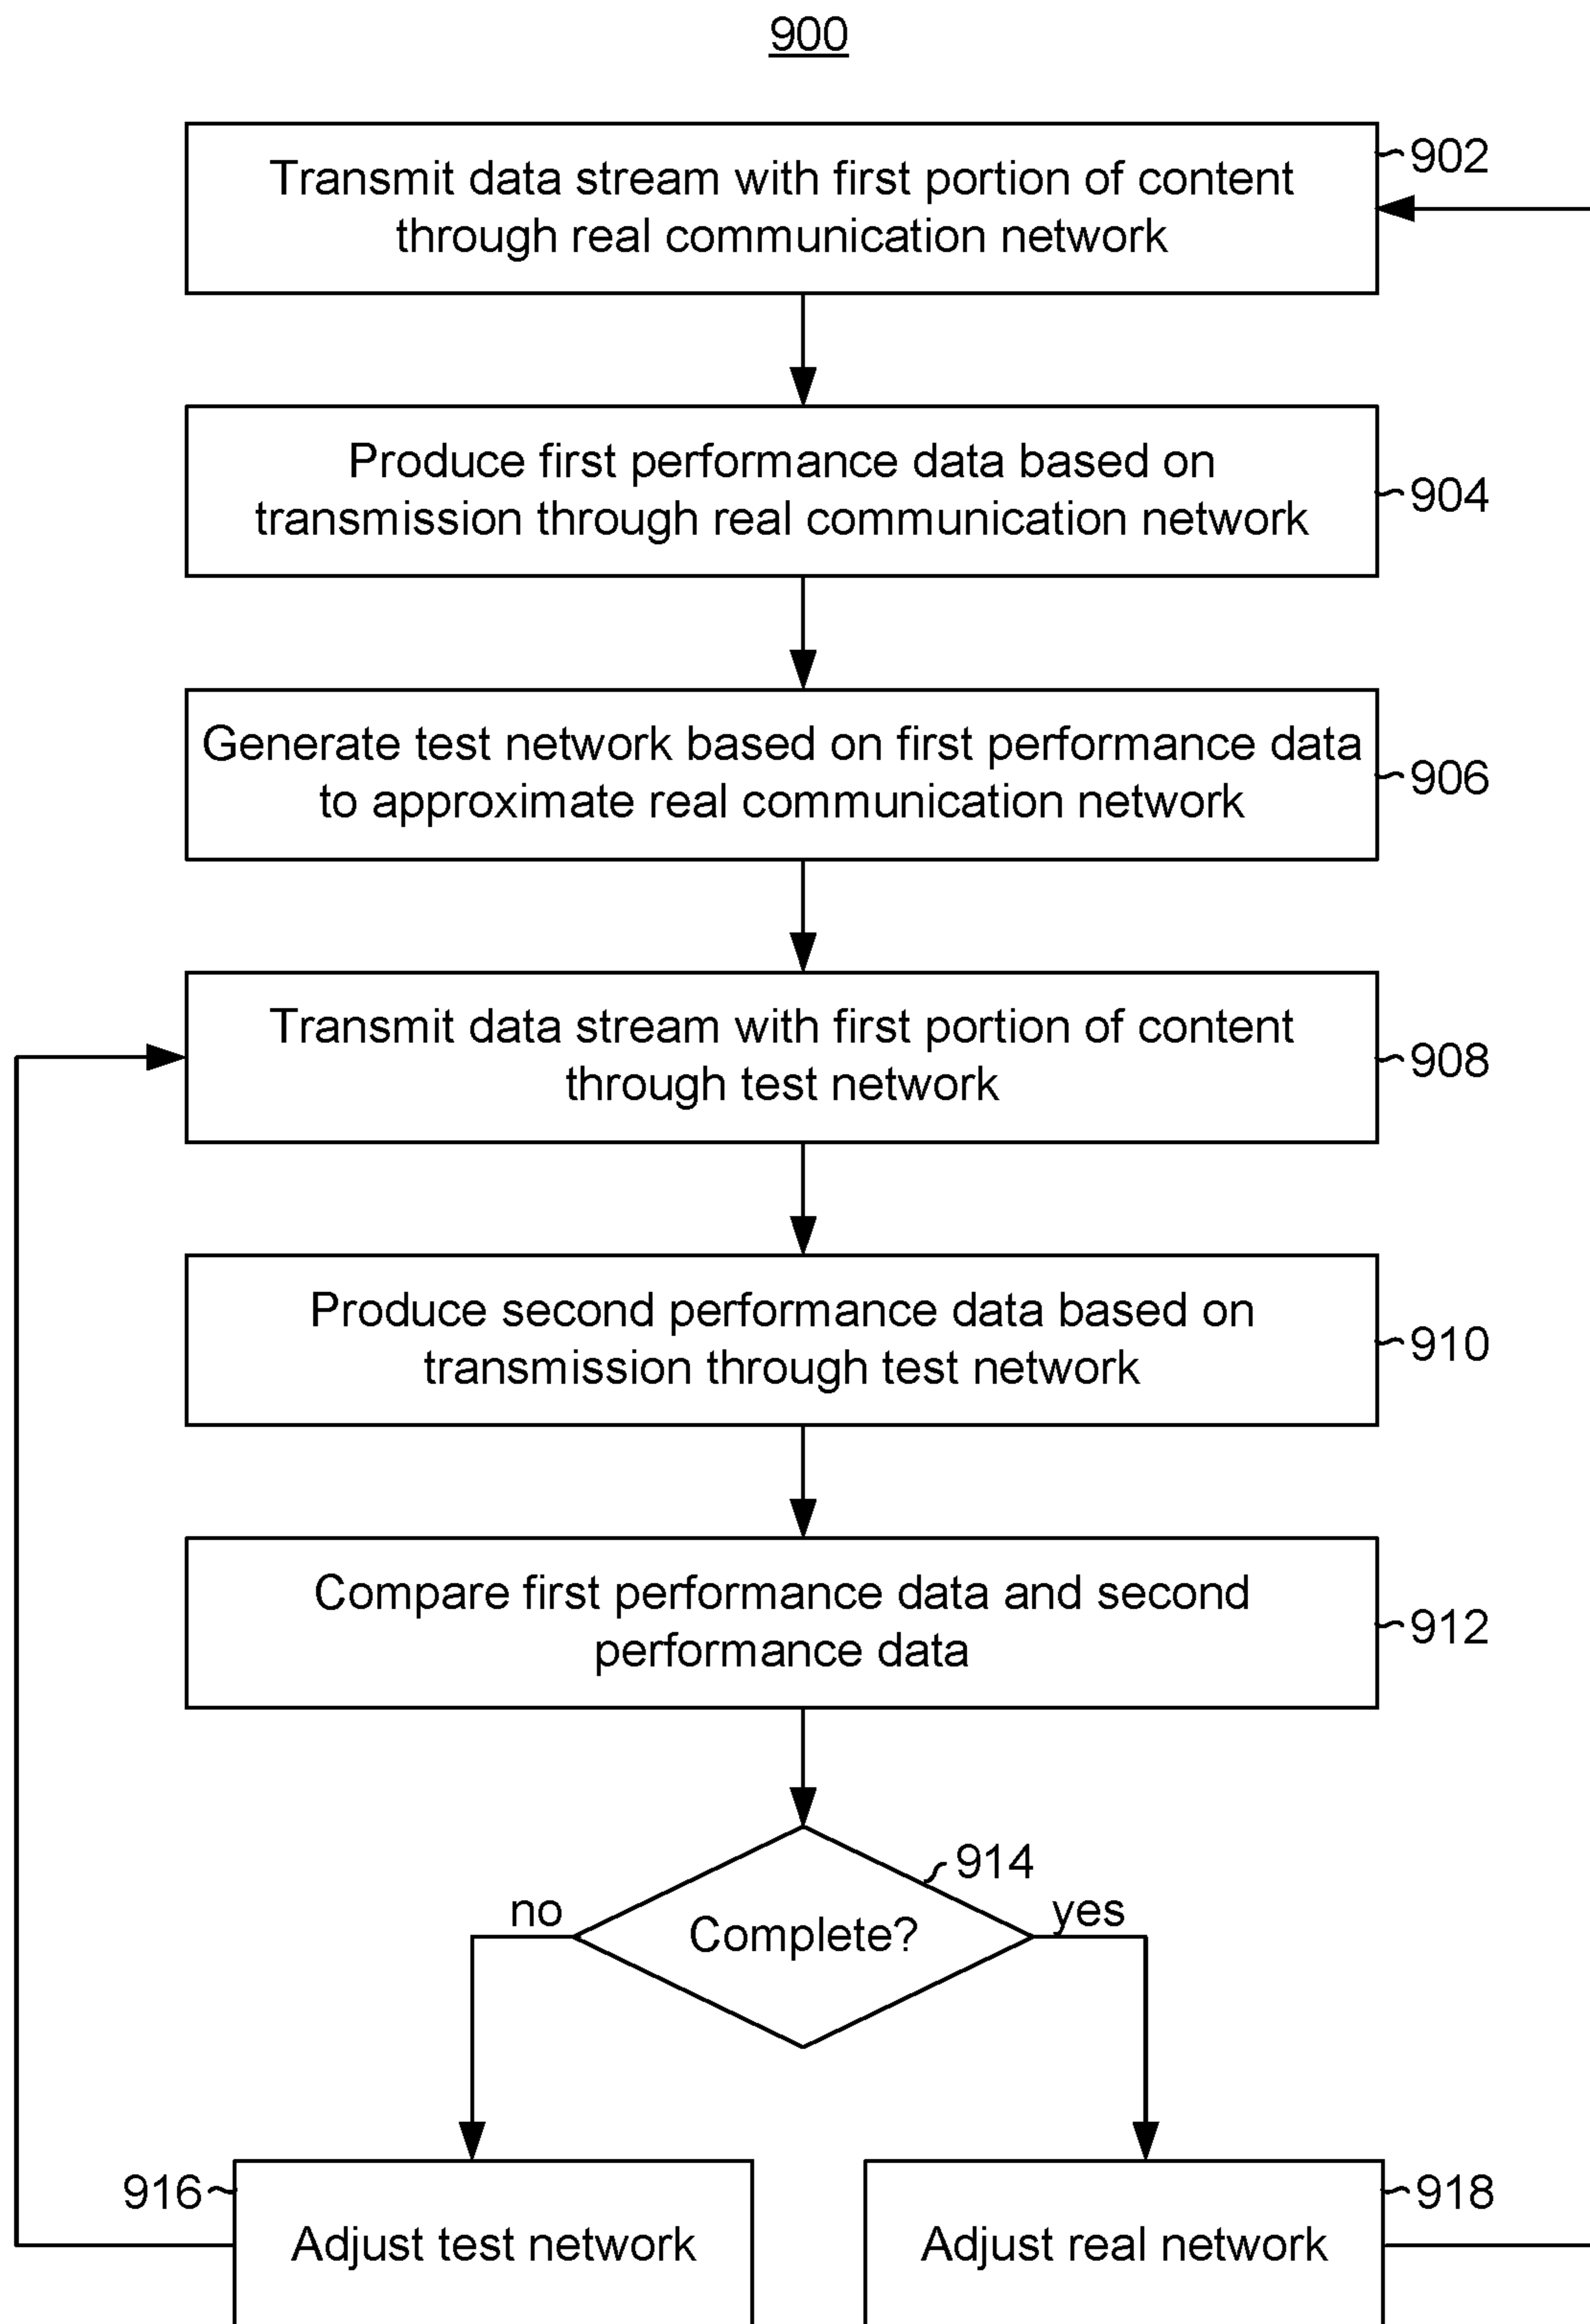 900
Transmit data stream with first portion of content
through real communication network
902
Produce first performance data based on
transmission through real communication network
904
Generate test network based on first performance data
to approximate real communication network
906
Transmit data stream with first portion of content
through test network
908
Produce second performance data based on
transmission through test network
910
Compare first performance data and second
performance data
912
914
no
Complete?
yes
916
Adjust test network
918
Adjust real network